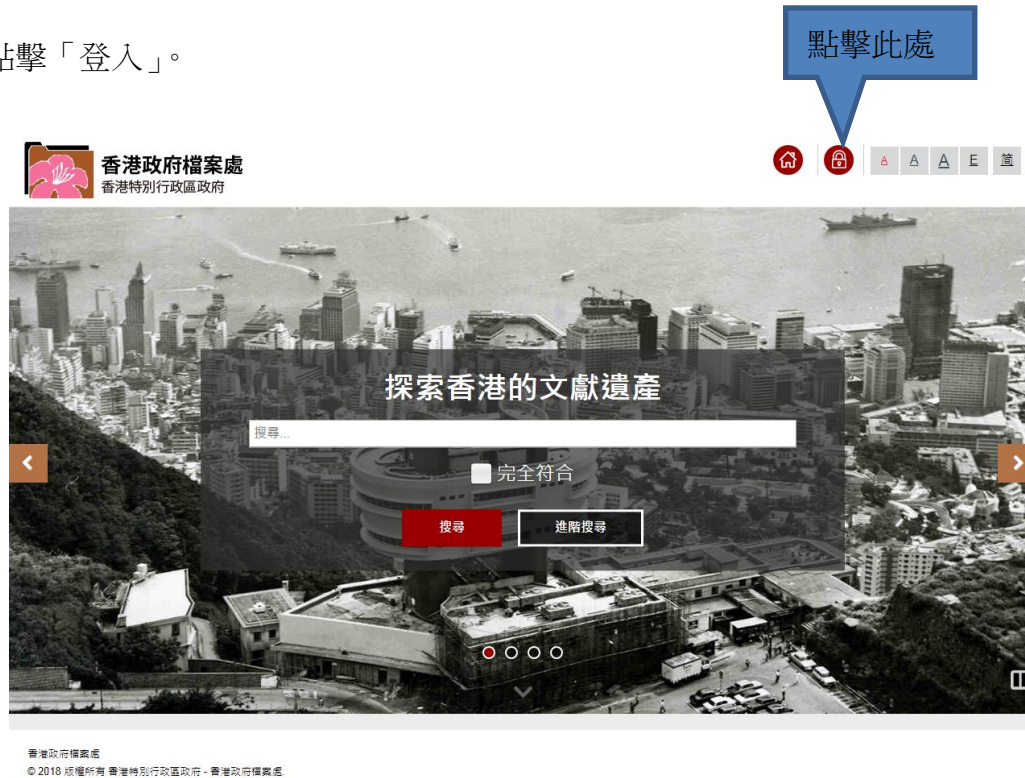 點擊「登入」。
點擊此處
香港政府檔案處
香港特別行政區政府
A A A E 简
探索香港的文獻遺產
搜尋...
完全符合
搜尋 進階搜尋
香港政府檔案處
© 2018 版權所有 香港特別行政區政府 - 香港政府檔案處.